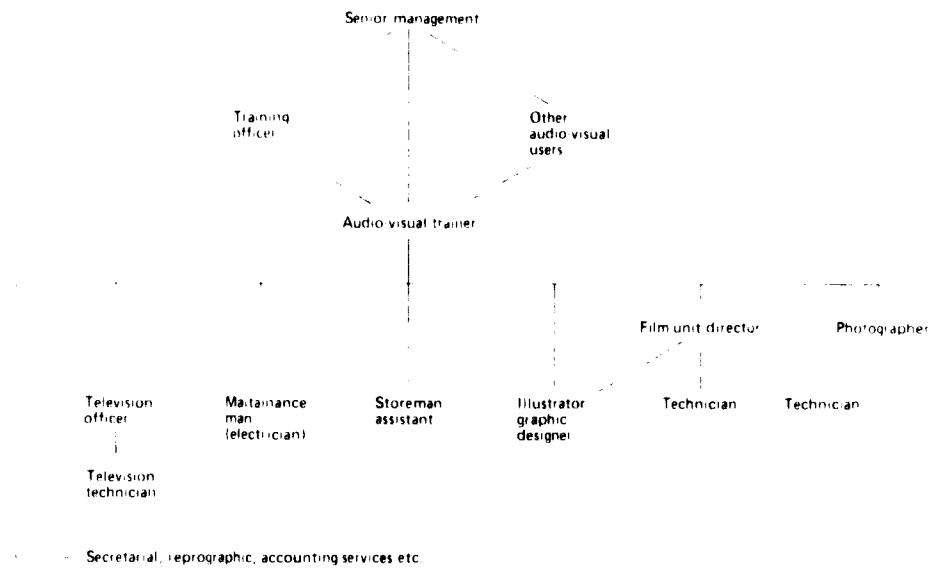 Senior management
Training
officer
Other
audio visual
users
Audio visual trainer
Film unit director
Photographer
Television
officer
Maitainance
man
(electrician)
Storeman
assistant
Illustrator
graphic
designer
Technician
Technician
Television
technician
Secretarial, reprographic, accounting services etc.